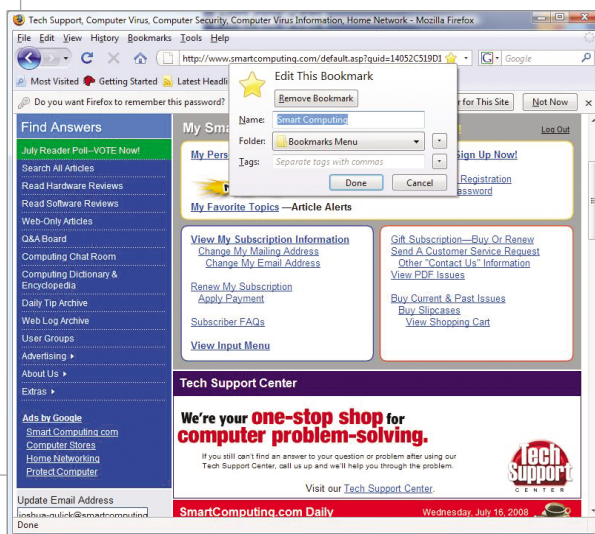 Tech Support, Computer Virus, Computer Security, Computer Virus Information, Home Network - Mozilla Firefox
File Edit View History Bookmarks Tools Help
http://www.smartcomputing.com/default.asp?guid=14052C519D1
G Google
Most Visited Getting Started Latest Headli
Do you want Firefox to remember this password?
r for This Site
Not Now
Edit This Bookmark
Remove Bookmark
Name: Smart Computing
Folder: Bookmarks Menu
Tags: Separate tags with commas
Done Cancel
Find Answers
July Reader Poll--VOTE Now!
Search All Articles
Read Hardware Reviews
Read Software Reviews
Web-Only Articles
Q&A Board
Computing Chat Room
Computing Dictionary &
Encyclopedia
Daily Tip Archive
Web Log Archive
User Groups
Advertising
About Us
Extras
Ads by Google
Smart Computing com
Computer Stores
Home Networking
Protect Computer
Update Email Address
joshua-gulick@smartcomputing
My Sma
Log Out
My Pers
Sign Up Now!
Registration
assword
My Favorite Topics —Article Alerts
View My Subscription Information
Change My Mailing Address
Change My Email Address
Renew My Subscription
Apply Payment
Subscriber FAQs
View Input Menu
Gift Subscription—Buy Or Renew
Send A Customer Service Request
Other "Contact Us" Information
View PDF Issues
Buy Current & Past Issues
Buy Slipcases
View Shopping Cart
Tech Support Center
We're your one-stop shop for
computer problem-solving.
If you still can't find an answer to your question or problem after using our
Tech Support Center, call us up and we'll help you through the problem.
Visit our Tech Support Center.
Tech
Support
CENTER
SmartComputing.com Daily
Wednesday, July 16, 2008
Done